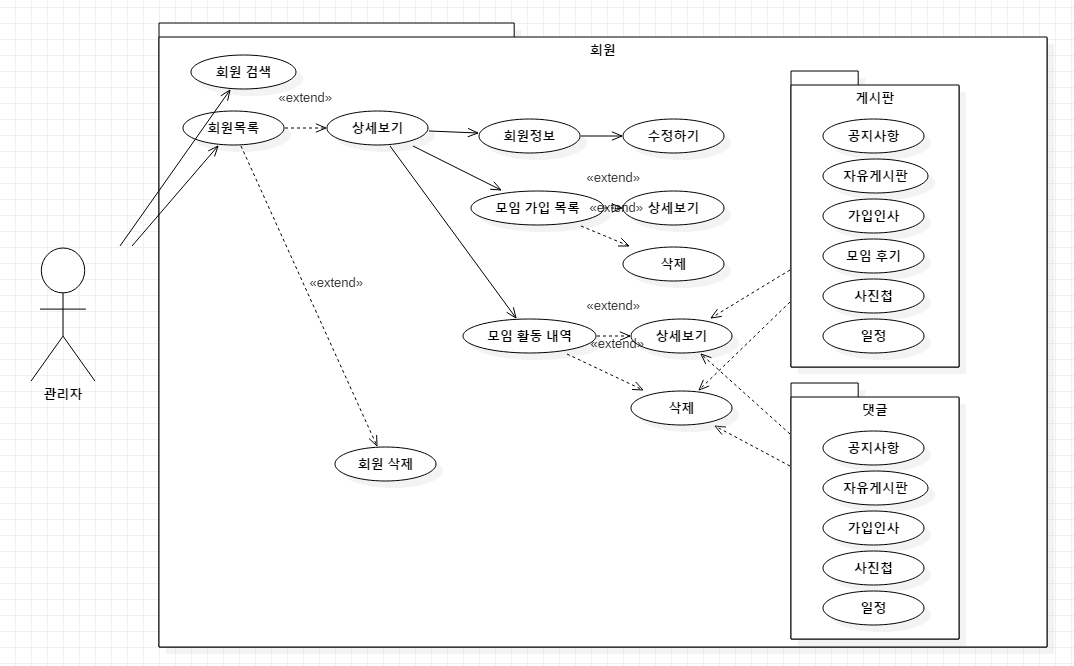 회원
회원 검색
«extend»
회원목록
상세보기
회원정보
수정하기
«extend»
모임 가입 목록
«extend»
상세보기
삭제
«extend»
«extend»
모임 활동 내역
«extend»
상세보기
삭제
회원 삭제
관리자
게시판
공지사항
자유게시판
가입인사
모임 후기
사진첩
일정
댓글
공지사항
자유게시판
가입인사
사진첩
일정